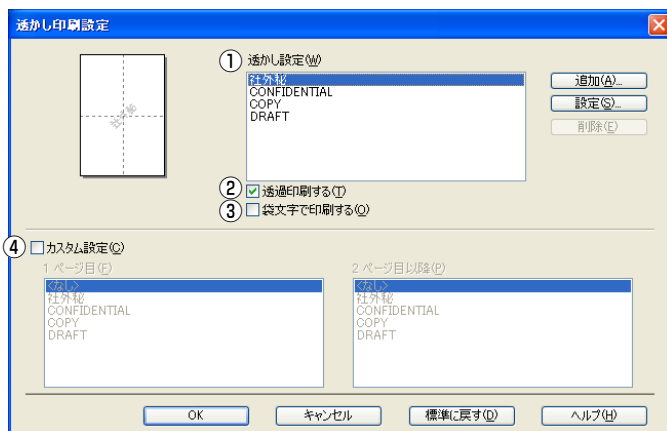 透かし印刷設定
① 透かし設定(W)
社外秘
CONFIDENTIAL
COPY
DRAFT
追加(A)...
設定(S)...
削除(E)
社外秘
② 透過印刷する(T)
③ 袋文字で印刷する(O)
④ カスタム設定(C)
1 ページ目(F)
<なし>
社外秘
CONFIDENTIAL
COPY
DRAFT
2 ページ目以降(P)
<なし>
社外秘
CONFIDENTIAL
COPY
DRAFT
OK
キャンセル
標準に戻す(D)
ヘルプ(H)